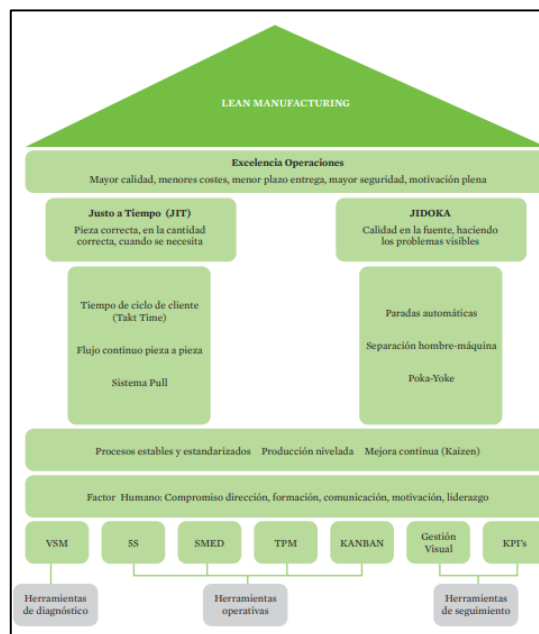 LEAN MANUFACTURING
Excelencia Operaciones
Mayor calidad, menores costes, menor plazo entrega, mayor seguridad, motivación plena
Justo a Tiempo (JIT)
Pieza correcta, en la cantidad
correcta, cuando se necesita
JIDOKA
Calidad en la fuente, haciendo
los problemas visibles
Tiempo de ciclo de cliente
(Takt Time)
Flujo continuo pieza a pieza
Sistema Pull
Paradas automáticas
Separación hombre-máquina
Poka-Yoke
Procesos estables y estandarizados Producción nivelada Mejora continua (Kaizen)
Factor Humano: Compromiso dirección, formación, comunicación, motivación, liderazgo
VSM
5S
SMED
TPM
KANBAN
Gestión
Visual
KPI's
Herramientas
de diagnóstico
Herramientas
operativas
Herramientas
de seguimiento